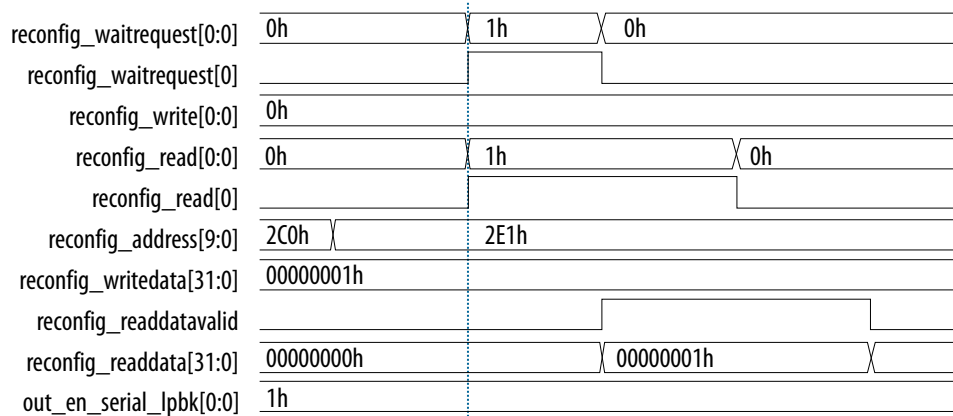 reconfig_waitrequest[0:0] 0h 1h 0h
reconfig_waitrequest[0]
reconfig_write[0:0] 0h
reconfig_read[0:0] 0h 1h 0h
reconfig_read[0]
reconfig_address[9:0] 2C0h 2E1h
reconfig_writedata[31:0] 00000001h
reconfig_readdatavalid
reconfig_readdata[31:0] 00000000h 00000001h
out_en_serial_lpbk[0:0] 1h